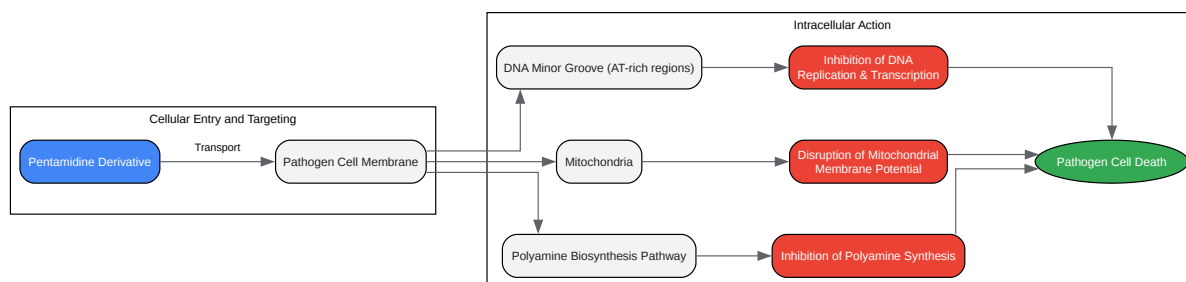 Cellular Entry and Targeting
Pentamidine Derivative
Transport
Pathogen Cell Membrane
Intracellular Action
DNA Minor Groove (AT-rich regions)
Inhibition of DNA
Replication & Transcription
Mitochondria
Disruption of Mitochondrial
Membrane Potential
Pathogen Cell Death
Polyamine Biosynthesis Pathway
Inhibition of Polyamine Synthesis